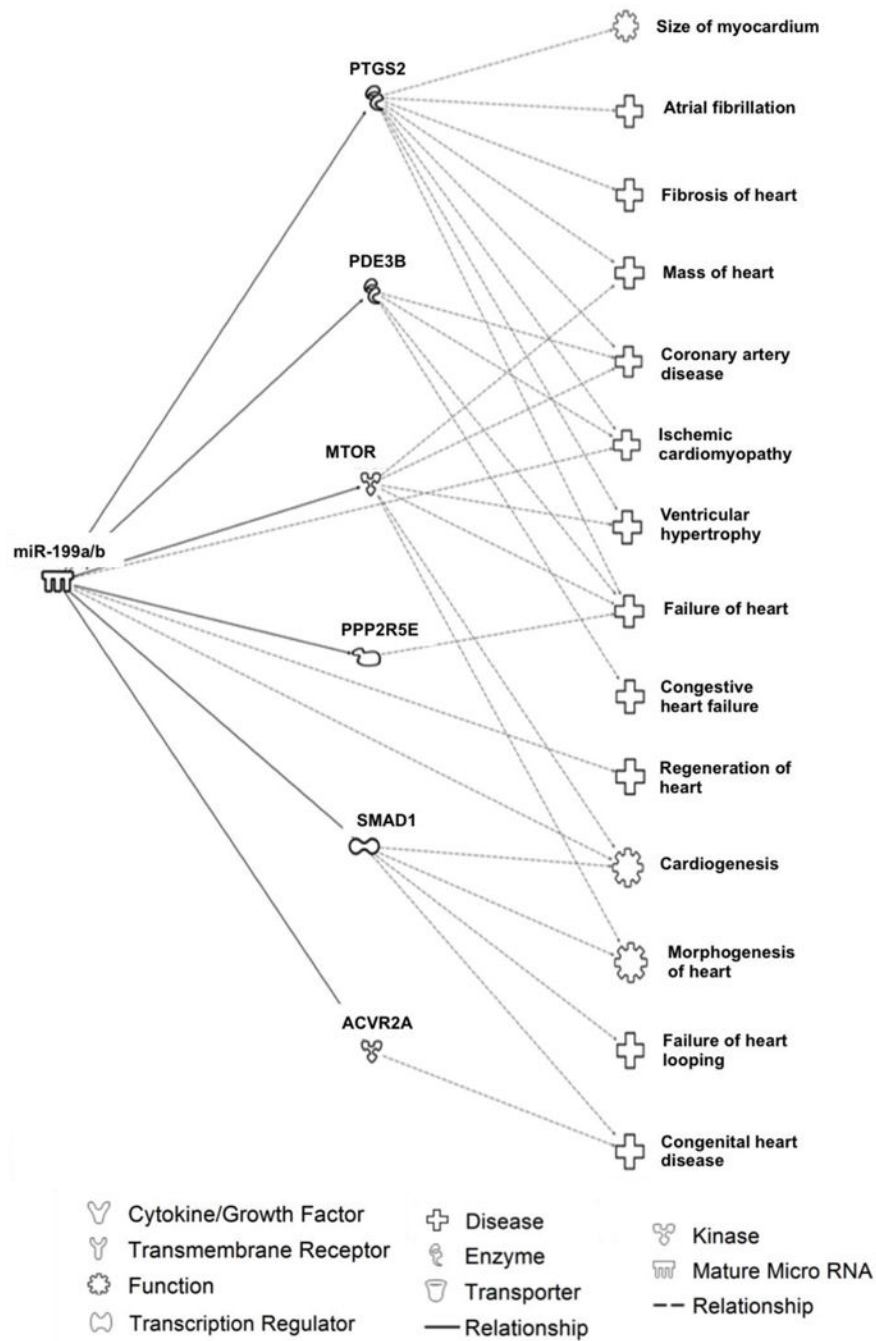 Size of myocardium
PTGS2
Atrial fibrillation
Fibrosis of heart
PDE3B
Mass of heart
Coronary artery
disease
MTOR
Ischemic
cardiomyopathy
Ventricular
hypertrophy
miR-199a/b
Failure of heart
PPP2R5E
Congestive
heart failure
Regeneration of
heart
SMAD1
Cardiogenesis
Morphogenesis
of heart
ACVR2A
Failure of heart
looping
Congenital heart
disease
Cytokine/Growth Factor
Transmembrane Receptor
Function
Transcription Regulator
Disease
Enzyme
Transporter
Relationship
Kinase
Mature Micro RNA
Relationship